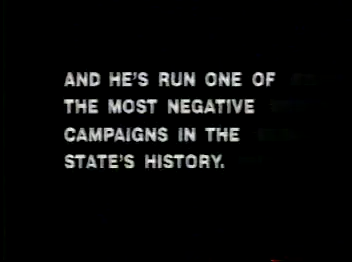 AND HE'S RUN ONE OF
THE MOST NEGATIVE
CAMPAIGNS IN THE
STATE'S HISTORY.